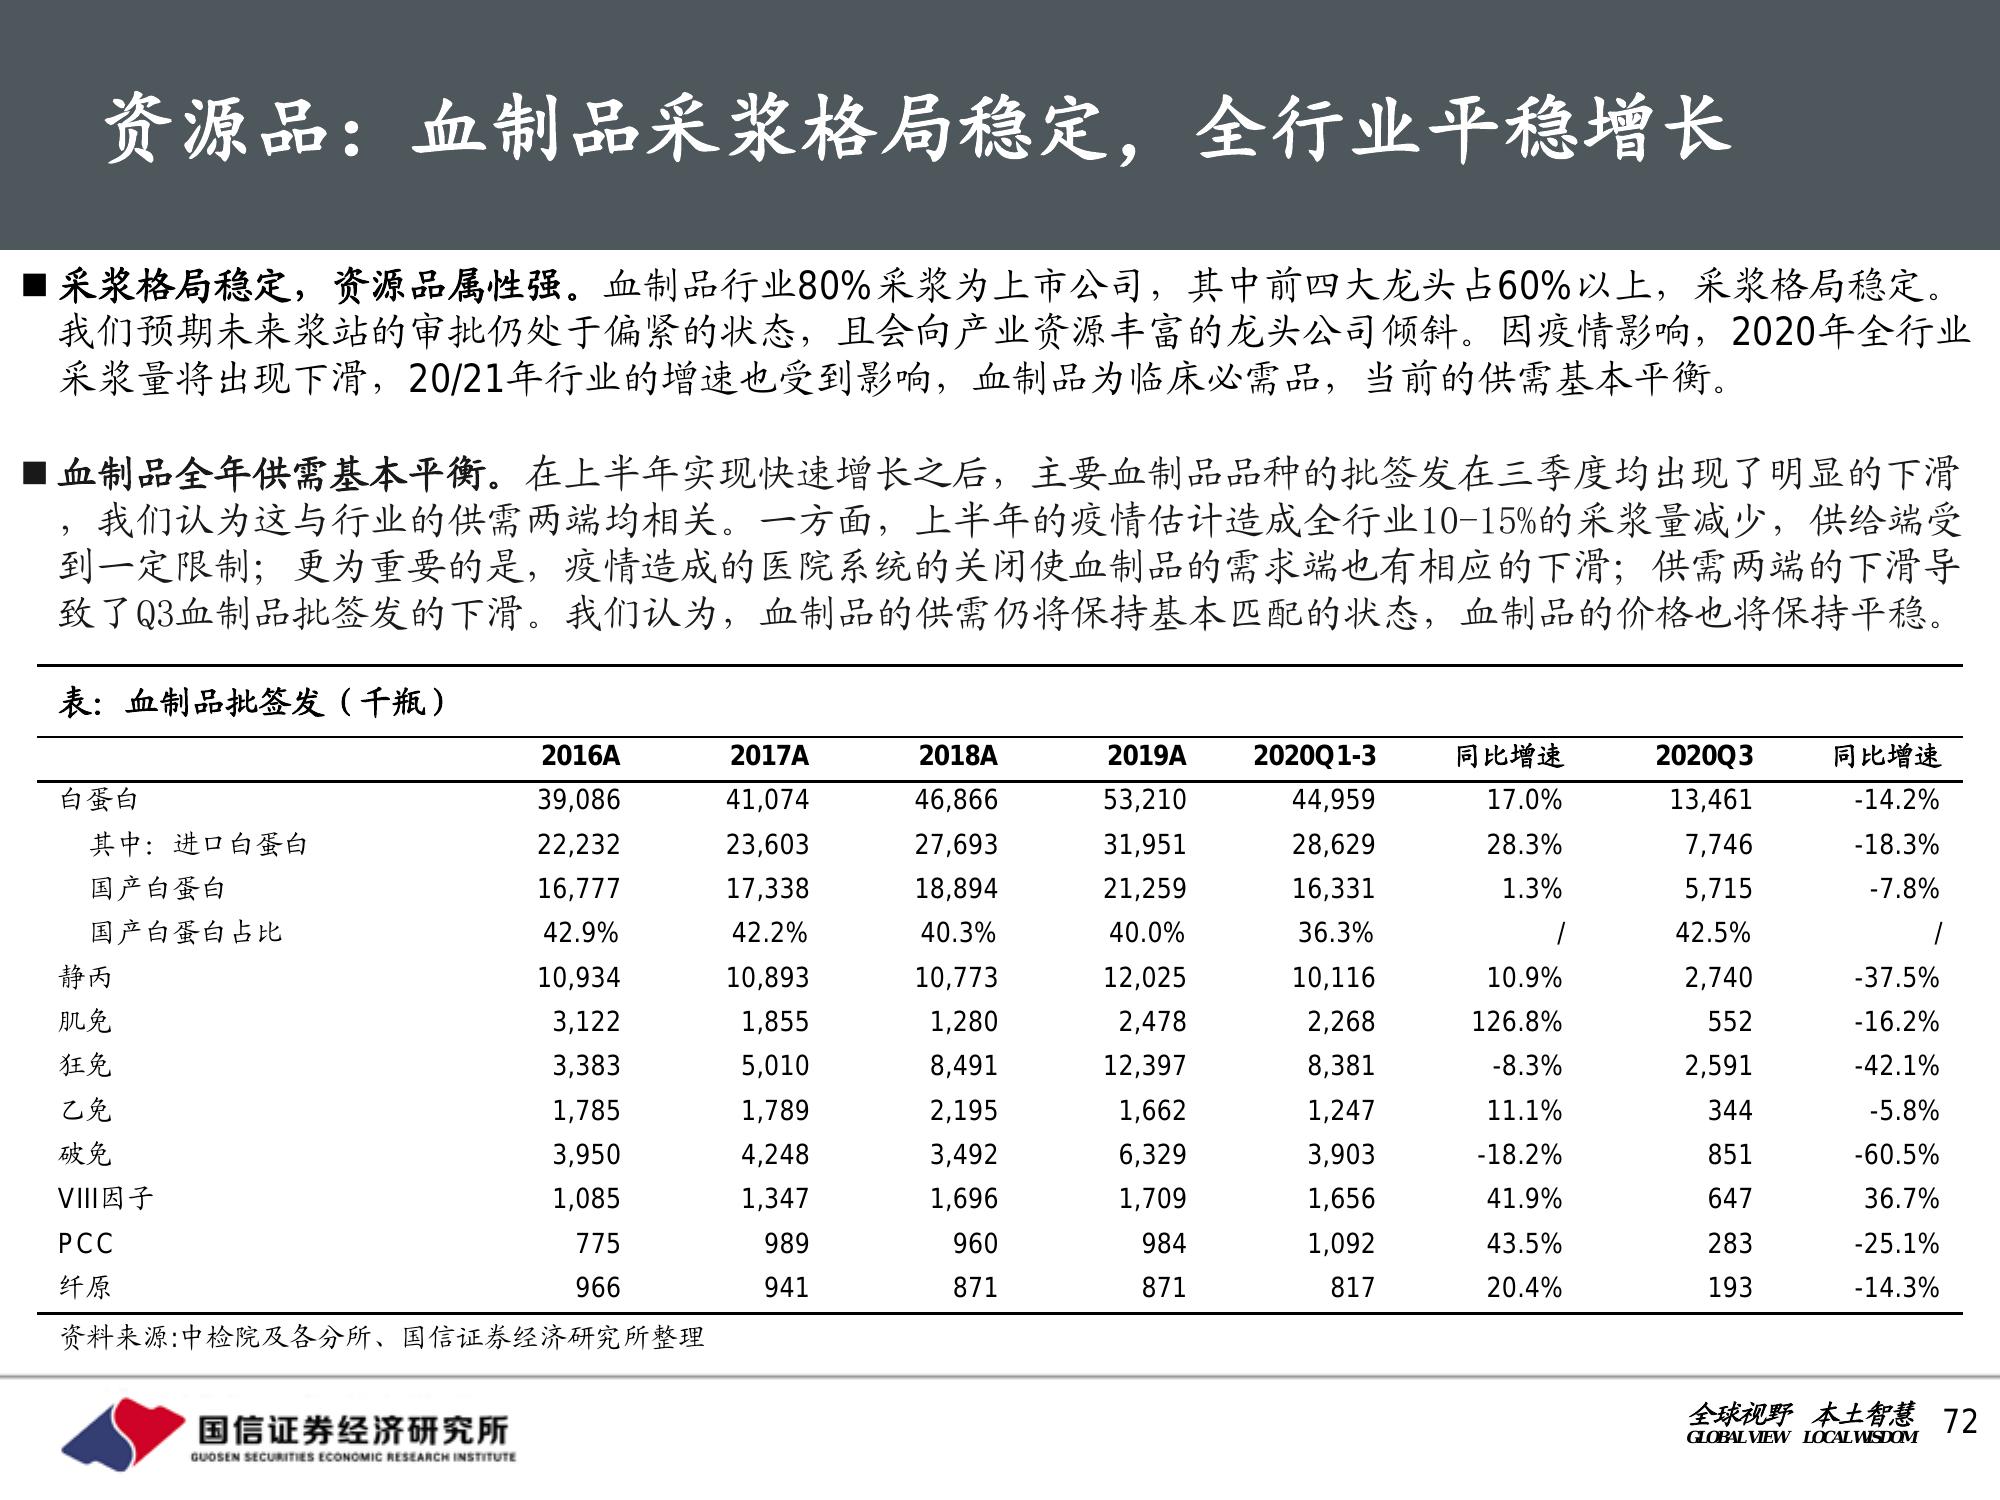 资源品：血制品采浆格局稳定，全行业平稳增长
■ 采浆格局稳定，资源品属性强。血制品行业80%采浆为上市公司，其中前四大龙头占60%以上，采浆格局稳定。
我们预期未来浆站的审批仍处于偏紧的状态，且会向产业资源丰富的龙头公司倾斜。因疫情影响，2020年全行业
采浆量将出现下滑，20/21年行业的增速也受到影响，血制品为临床必需品，当前的供需基本平衡。
■ 血制品全年供需基本平衡。在上半年实现快速增长之后，主要血制品品种的批签发在三季度均出现了明显的下滑
，我们认为这与行业的供需两端均相关。一方面，上半年的疫情估计造成全行业10-15%的采浆量减少，供给端受
到一定限制；更为重要的是，疫情造成的医院系统的关闭使血制品的需求端也有相应的下滑；供需两端的下滑导
致了Q3血制品批签发的下滑。我们认为，血制品的供需仍将保持基本匹配的状态，血制品的价格也将保持平稳。
表：血制品批签发（千瓶）
2016A 2017A 2018A 2019A 2020Q1-3 同比增速 2020Q3 同比增速
白蛋白 39,086 41,074 46,866 53,210 44,959 17.0% 13,461 -14.2%
其中：进口白蛋白 22,232 23,603 27,693 31,951 28,629 28.3% 7,746 -18.3%
国产白蛋白 16,777 17,338 18,894 21,259 16,331 1.3% 5,715 -7.8%
国产白蛋白占比 42.9% 42.2% 40.3% 40.0% 36.3% / 42.5% /
静丙 10,934 10,893 10,773 12,025 10,116 10.9% 2,740 -37.5%
肌免 3,122 1,855 1,280 2,478 2,268 126.8% 552 -16.2%
狂免 3,383 5,010 8,491 12,397 8,381 -8.3% 2,591 -42.1%
乙免 1,785 1,789 2,195 1,662 1,247 11.1% 344 -5.8%
破免 3,950 4,248 3,492 6,329 3,903 -18.2% 851 -60.5%
VIII因子 1,085 1,347 1,696 1,709 1,656 41.9% 647 36.7%
PCC 775 989 960 984 1,092 43.5% 283 -25.1%
纤原 966 941 871 871 817 20.4% 193 -14.3%
资料来源:中检院及各分所、国信证券经济研究所整理
国信证券经济研究所
GUOSEN SECURITIES ECONOMIC RESEARCH INSTITUTE
全球视野 本土智慧
GLOBAL VIEW LOCAL WISDOM
72